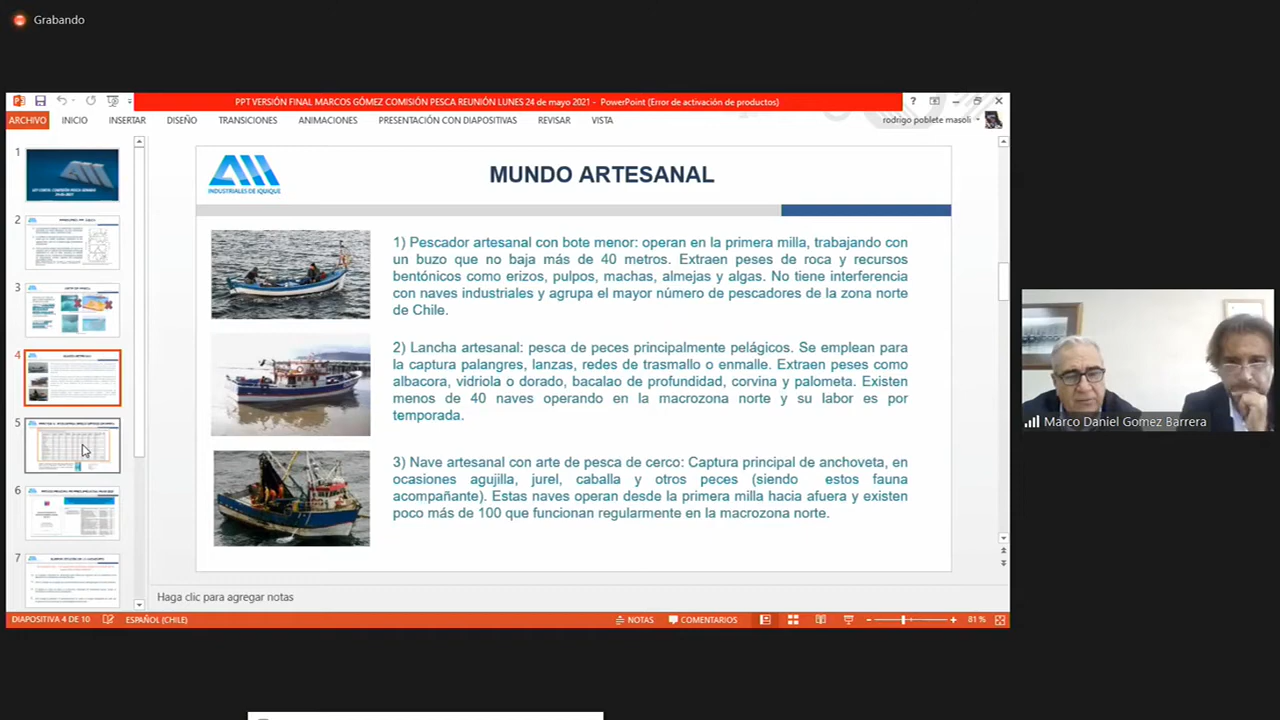 Grabando
PPT VERSIÓN FINAL MARCOS GÓMEZ COMISIÓN PESCA REUNIÓN LUNES 24 de mayo 2021 - PowerPoint (Error de activación de productos)
ARCHIVO INICIO INSERTAR DISEÑO TRANSICIONES ANIMACIONES PRESENTACIÓN CON DIAPOSITIVAS REVISAR VISTA rodrigo poblete masoli
1
2
3
4
5
6
7
INDUSTRIALES DE IQUIQUE
MUNDO ARTESANAL
1) Pescador artesanal con bote menor: operan en la primera milla, trabajando con
un buzo que no baja más de 40 metros. Extraen peses de roca y recursos
bentónicos como erizos, pulpos, machas, almejas y algas. No tiene interferencia
con naves industriales y agrupa el mayor número de pescadores de la zona norte
de Chile.
2) Lancha artesanal: pesca de peces principalmente pelágicos. Se emplean para
la captura palangres, lanzas, redes de trasmallo o enmalle. Extraen peses como
albacora, vidriola o dorado, bacalao de profundidad, corvina y palometa. Existen
menos de 40 naves operando en la macrozona norte y su labor es por
temporada.
3) Nave artesanal con arte de pesca de cerco: Captura principal de anchoveta, en
ocasiones agujilla, jurel, caballa y otros peces (siendo estos fauna
acompañante). Estas naves operan desde la primera milla hacia afuera y existen
poco más de 100 que funcionan regularmente en la macrozona norte.
Marco Daniel Gomez Barrera
Haga clic para agregar notas
DIAPOSITIVA 4 DE 10 ESPAÑOL (CHILE) NOTAS COMENTARIOS 81 %